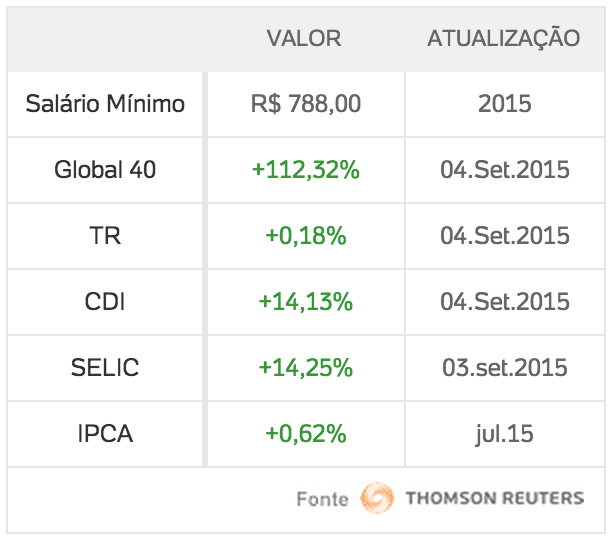 VALOR ATUALIZAÇÃO
Salário Mínimo R$ 788,00 2015
Global 40 +112,32% 04.Set.2015
TR +0,18% 04.Set.2015
CDI +14,13% 04.Set.2015
SELIC +14,25% 03.set.2015
IPCA +0,62% jul.15
Fonte THOMSON REUTERS